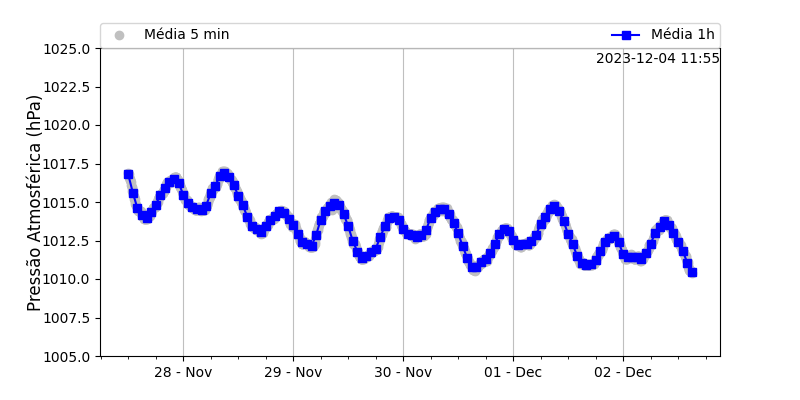 Média 5 min
Média 1h
2023-12-04 11:55
Pressão Atmosférica (hPa)
1025.0
1022.5
1020.0
1017.5
1015.0
1012.5
1010.0
1007.5
1005.0
28 - Nov
29 - Nov
30 - Nov
01 - Dec
02 - Dec